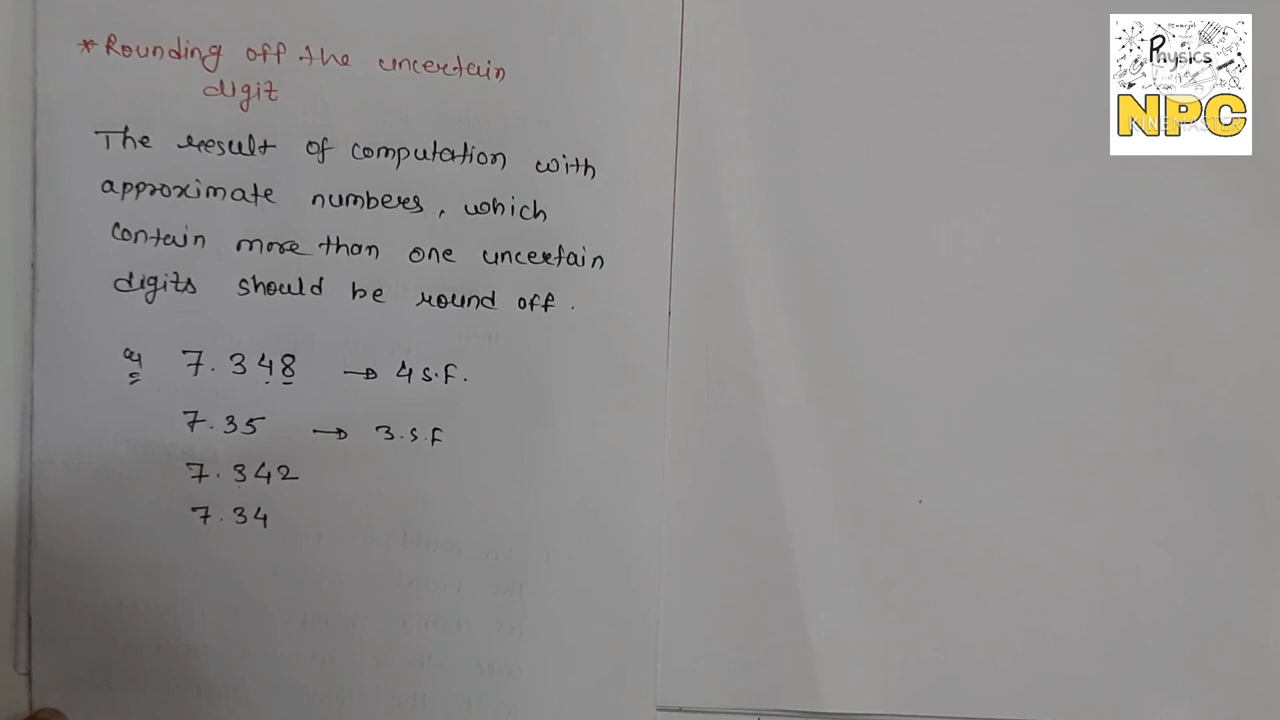 * Rounding off the uncertain
digit
The result of computation with
approximate numbers, which
contain more than one uncertain
digits should be round off.
eg 7.348 → 4 S.F.
7.35 → 3.S.F
7.342
7.34
Physics
NPC
KINEMASTER